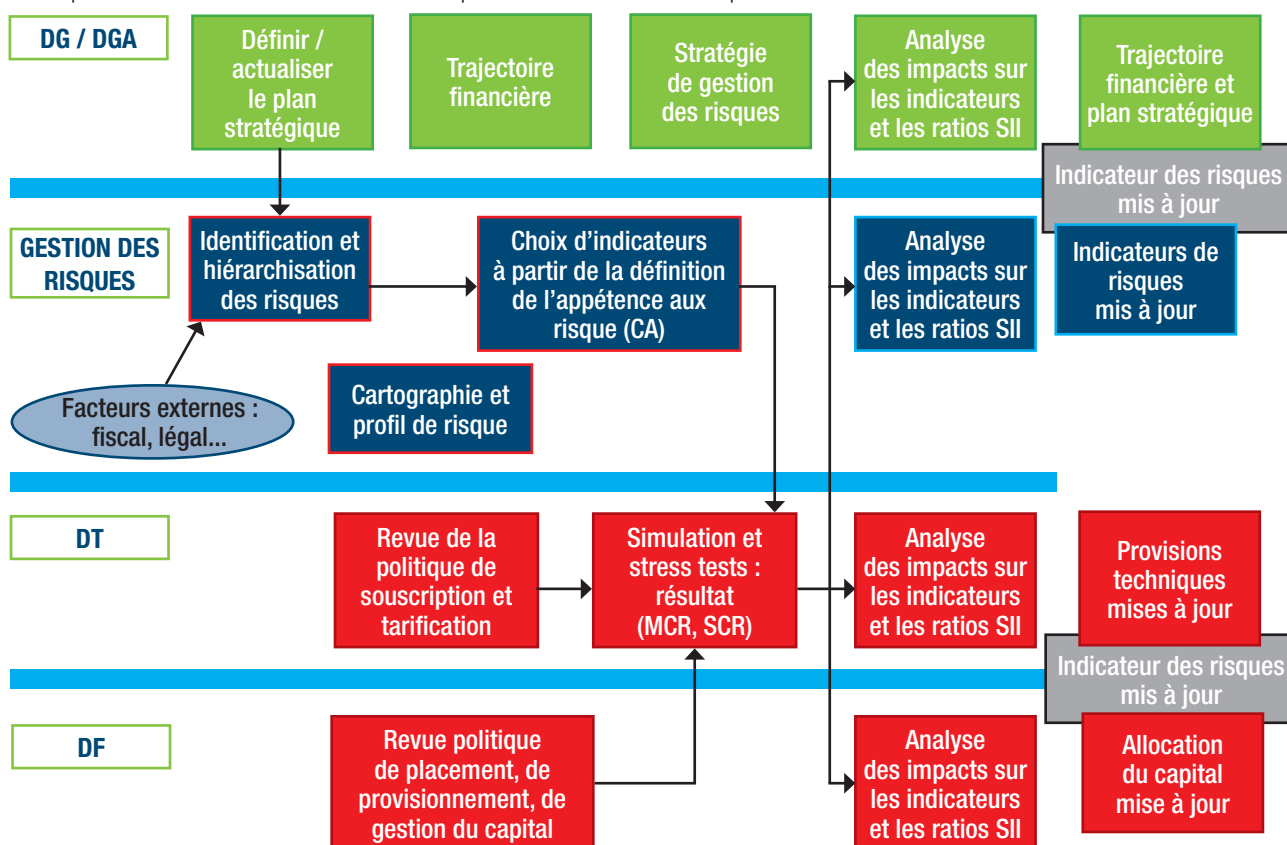 DG / DGA
Définir /
actualiser
le plan
stratégique
Trajectoire
financière
Stratégie
de gestion
des risques
Analyse
des impacts sur
les indicateurs
et les ratios SII
Trajectoire
financière et
plan stratégique
Indicateur des risques
mis à jour
GESTION DES
RISQUES
Identification et
hiérarchisation
des risques
Choix d'indicateurs
à partir de la définition
de l'appétence aux
risque (CA)
Analyse
des impacts sur
les indicateurs
et les ratios SII
Indicateurs de
risques
mis à jour
Facteurs externes :
fiscal, légal...
Cartographie et
profil de risque
DT
Revue de la
politique de
souscription et
tarification
Simulation et
stress tests :
résultat
(MCR, SCR)
Analyse
des impacts sur
les indicateurs
et les ratios SII
Provisions
techniques
mises à jour
Indicateur des risques
mis à jour
DF
Revue politique
de placement, de
provisionnement, de
gestion du capital
Analyse
des impacts sur
les indicateurs
et les ratios SII
Allocation
du capital
mise à jour